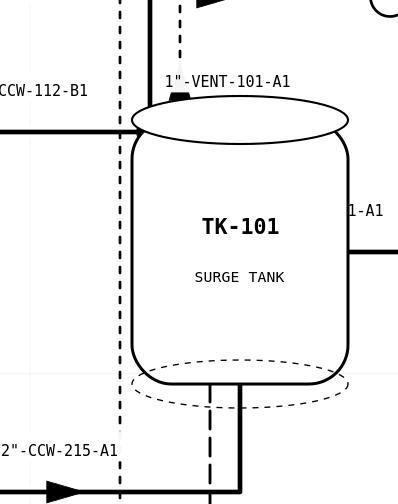 1"-VENT-101-A1
CCW-112-B1
1-A1
TK-101
SURGE TANK
2"-CCW-215-A1